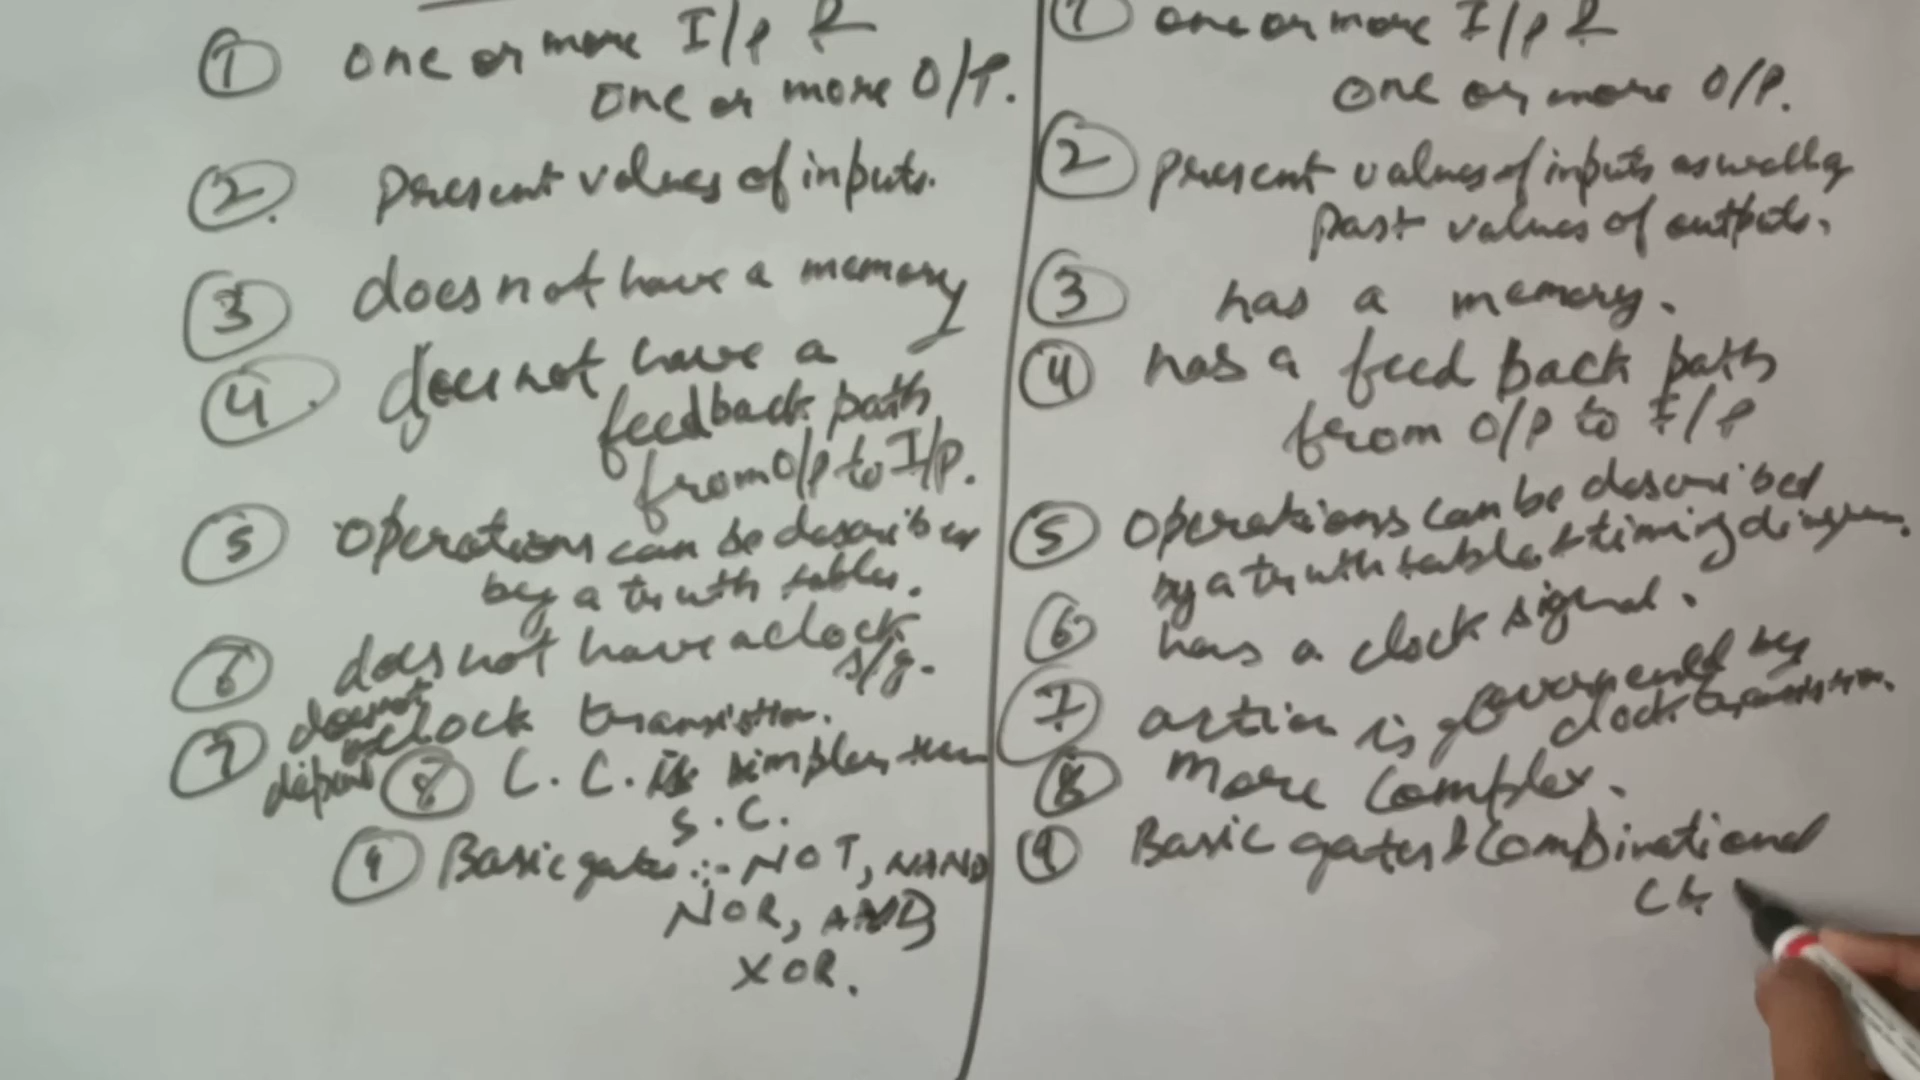 ① one or more I/P &
one or more O/P.
② present values of inputs.
③ does not have a memory
④ does not have a
feedback path
from O/P to I/P.
⑤ operations can be described
by a truth tables.
⑥ does not have a clock
s/g.
⑦ does not
depend on clock transistion.
⑧ C.C. is simpler than
S.C.
⑨ Basic gates :- NOT, NAND
NOR, AND,
XOR.
① one or more I/P &
one or more O/P.
② present values of inputs as well as
past values of outputs.
③ has a memory.
④ has a feed back path
from O/P to I/P
⑤ operations can be described
by a truth table & timing diagram.
⑥ has a clock signal.
⑦ action is governed by
clock transistion.
⑧ more complex.
⑨ Basic gates & Combinational